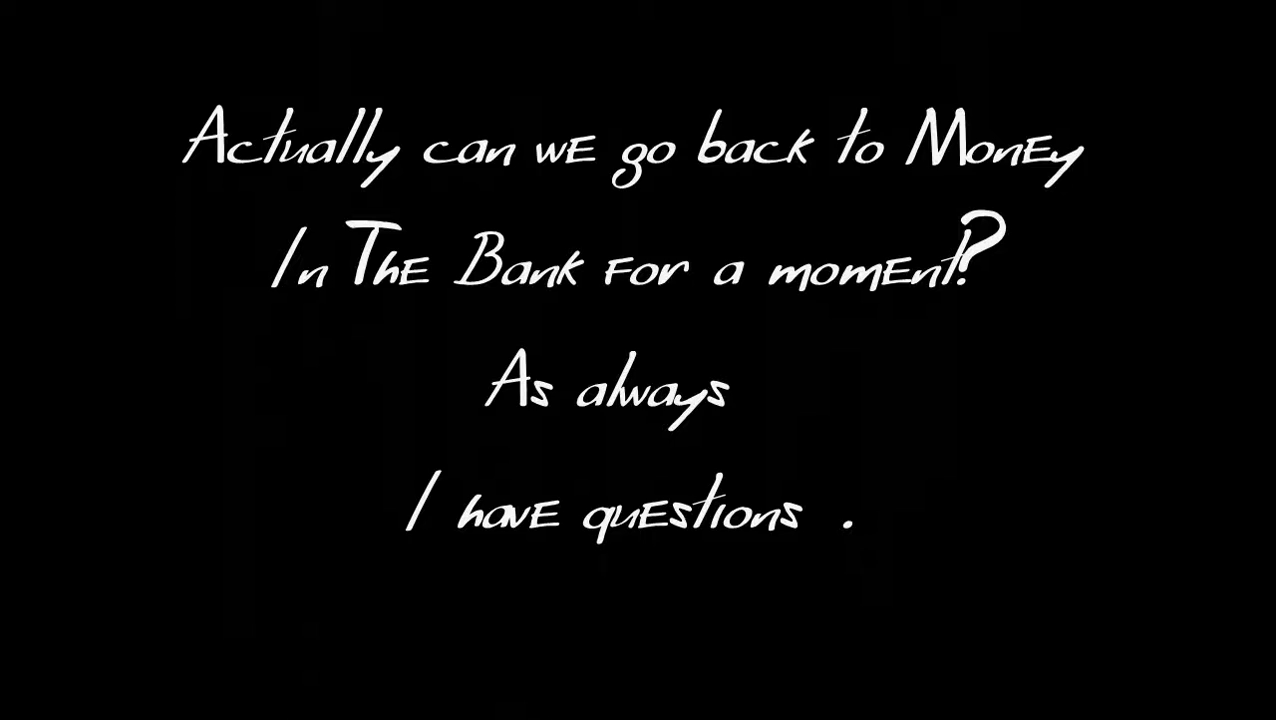 Actually can we go back to Money
In The Bank for a moment?
As always
I have questions .